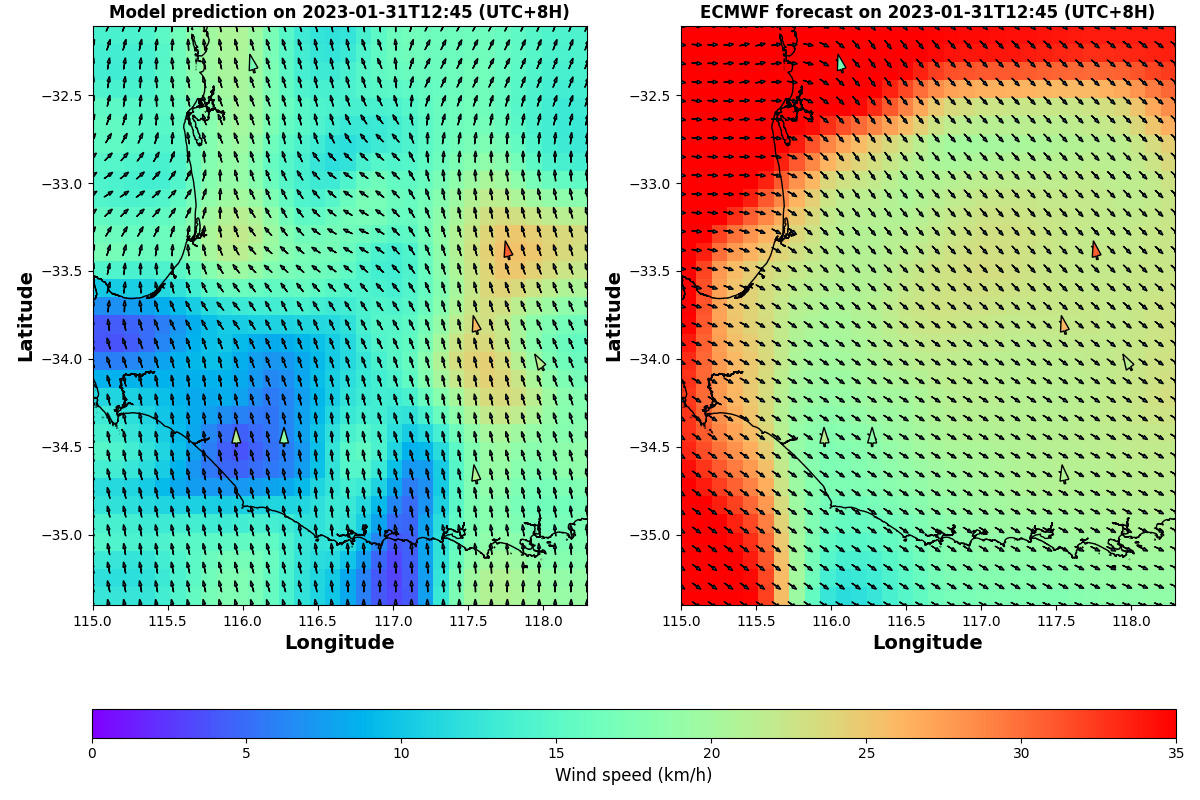 Model prediction on 2023-01-31T12:45 (UTC+8H)
ECMWF forecast on 2023-01-31T12:45 (UTC+8H)
Latitude
−32.5
−33.0
−33.5
−34.0
−34.5
−35.0
115.0 115.5 116.0 116.5 117.0 117.5 118.0
Longitude
Latitude
−32.5
−33.0
−33.5
−34.0
−34.5
−35.0
115.0 115.5 116.0 116.5 117.0 117.5 118.0
Longitude
0 5 10 15 20 25 30 35
Wind speed (km/h)